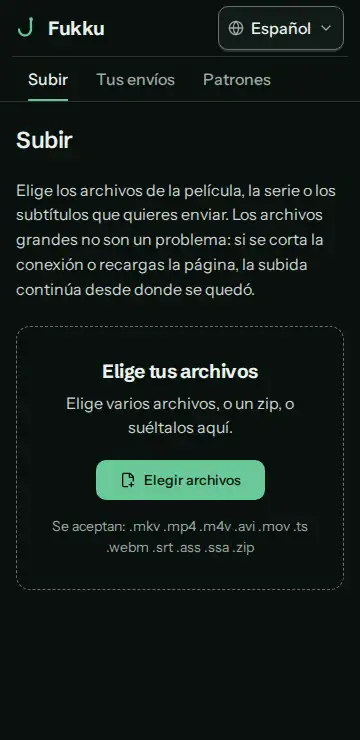 Fukku
Español
Subir
Tus envíos
Patrones
Subir
Elige los archivos de la película, la serie o los
subtítulos que quieres enviar. Los archivos
grandes no son un problema: si se corta la
conexión o recargas la página, la subida
continúa desde donde se quedó.
Elige tus archivos
Elige varios archivos, o un zip, o
suéltalos aquí.
Elegir archivos
Se aceptan: .mkv .mp4 .m4v .avi .mov .ts
.webm .srt .ass .ssa .zip